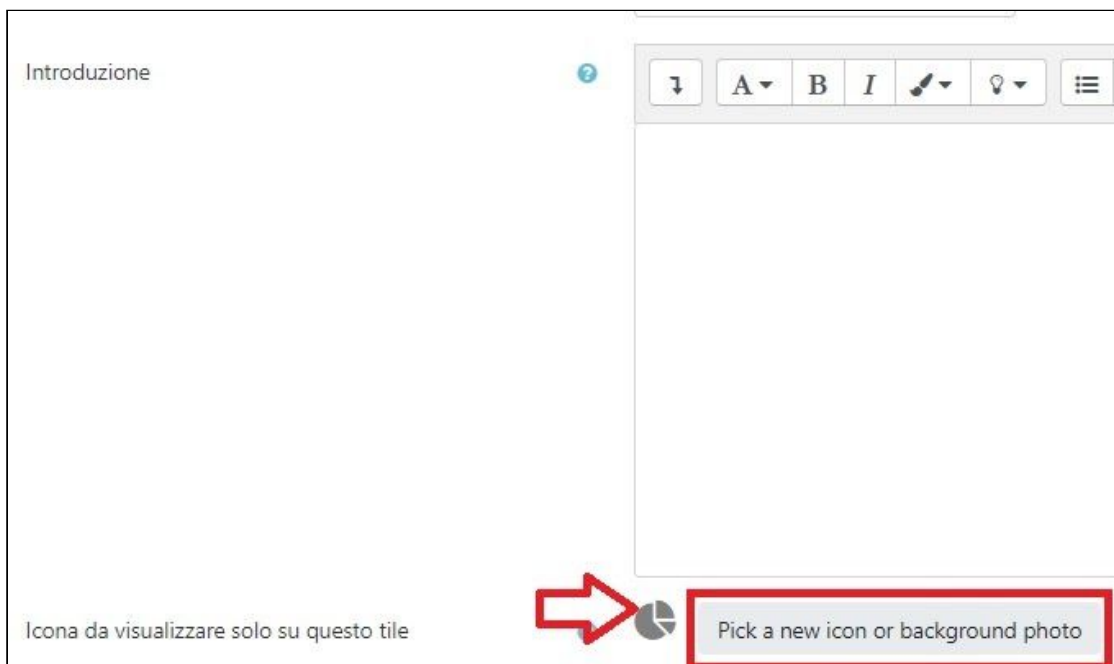 Introduzione
A B I
Icona da visualizzare solo su questo tile
Pick a new icon or background photo